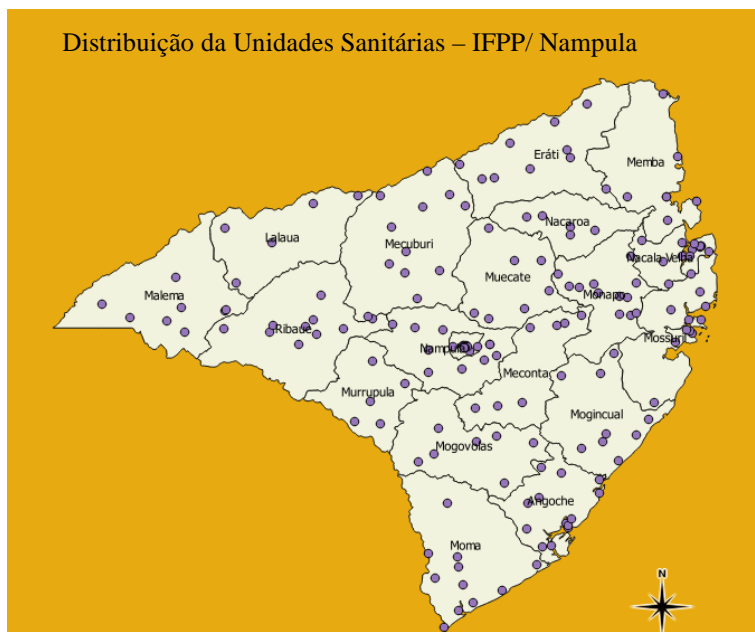 Distribuição da Unidades Sanitárias – IFPP/ Nampula
Eráti
Memba
Nacaroa
Lalaua
Mecuburi
Nacala Velha
Muecate
Monapo
Malema
Ribaue
Mossuril
Nampula
Meconta
Murrupula
Mogincual
Mogovolas
Angoche
Moma
N